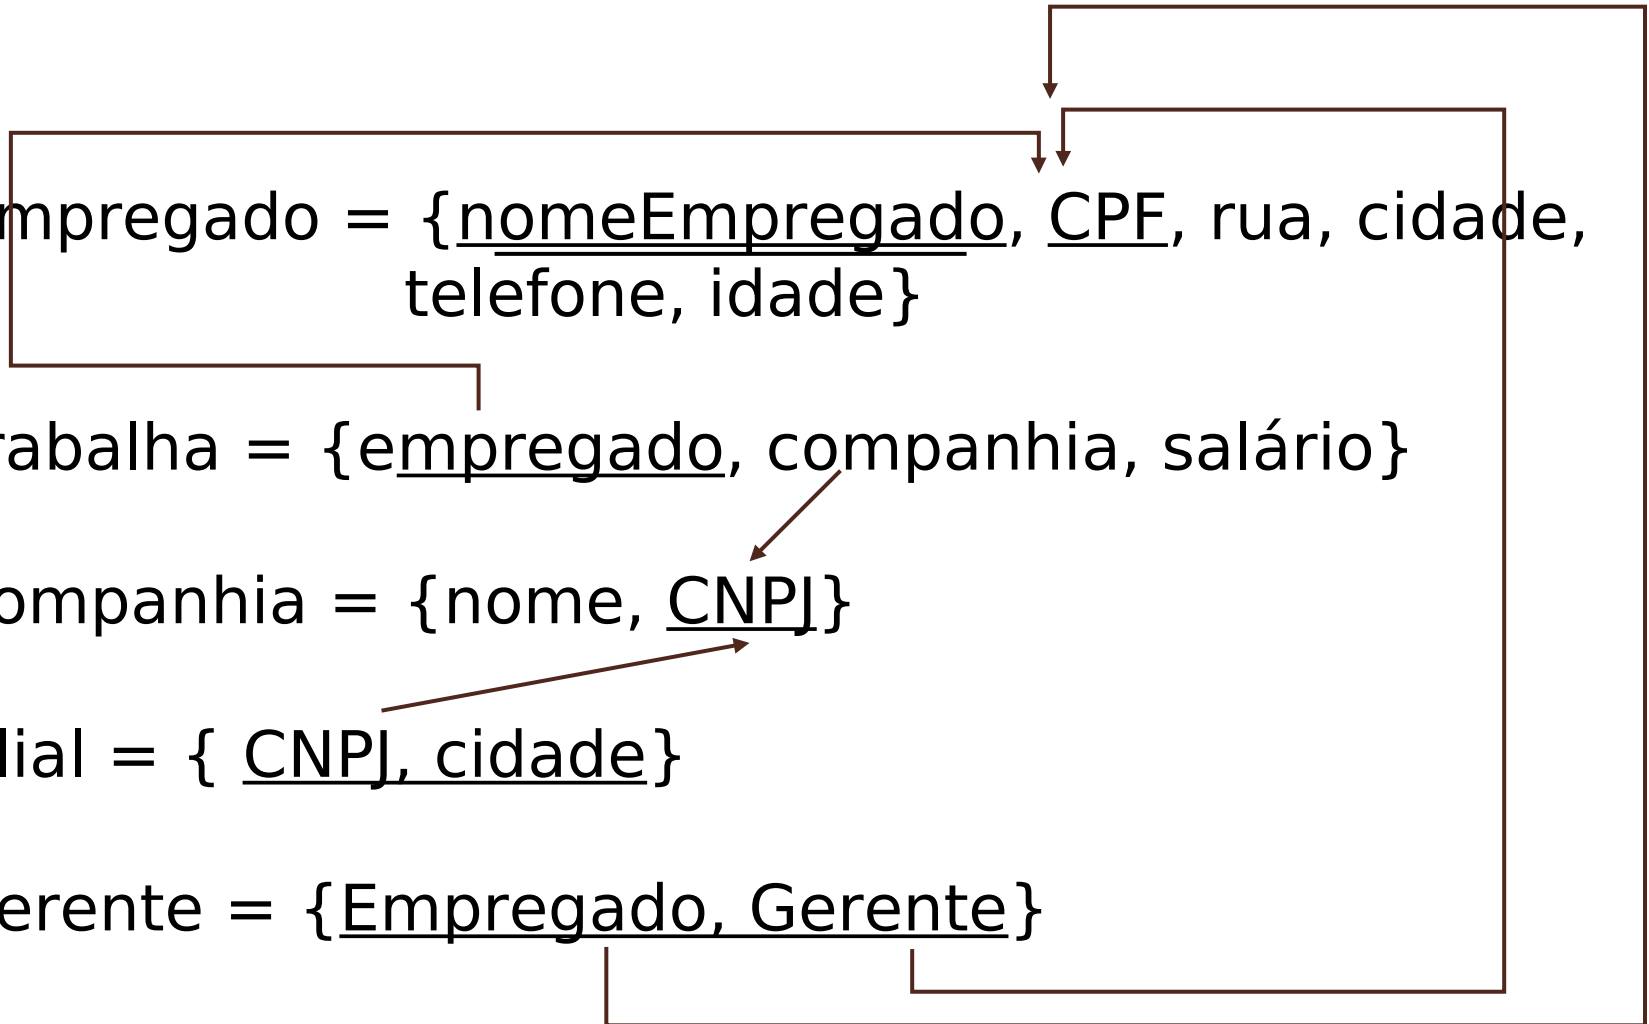 mpregado = {nomeEmpregado, CPF, rua, cidade,
telefone, idade}
rabalha = {empregado, companhia, salário}
ompanhia = {nome, CNPJ}
lial = { CNPJ, cidade}
erente = {Empregado, Gerente}